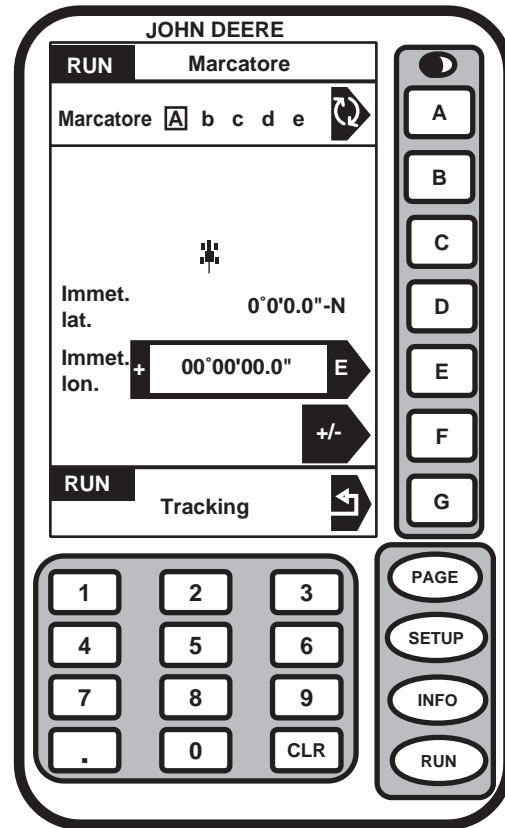 JOHN DEERE
RUN Marcatore
Marcatore A b c d e
Immet.
lat.
0°0'0.0"-N
Immet.
lon.
+ 00°00'00.0" E
+/-
RUN
Tracking
A
B
C
D
E
F
G
PAGE
SETUP
INFO
RUN
1 2 3
4 5 6
7 8 9
. 0 CLR